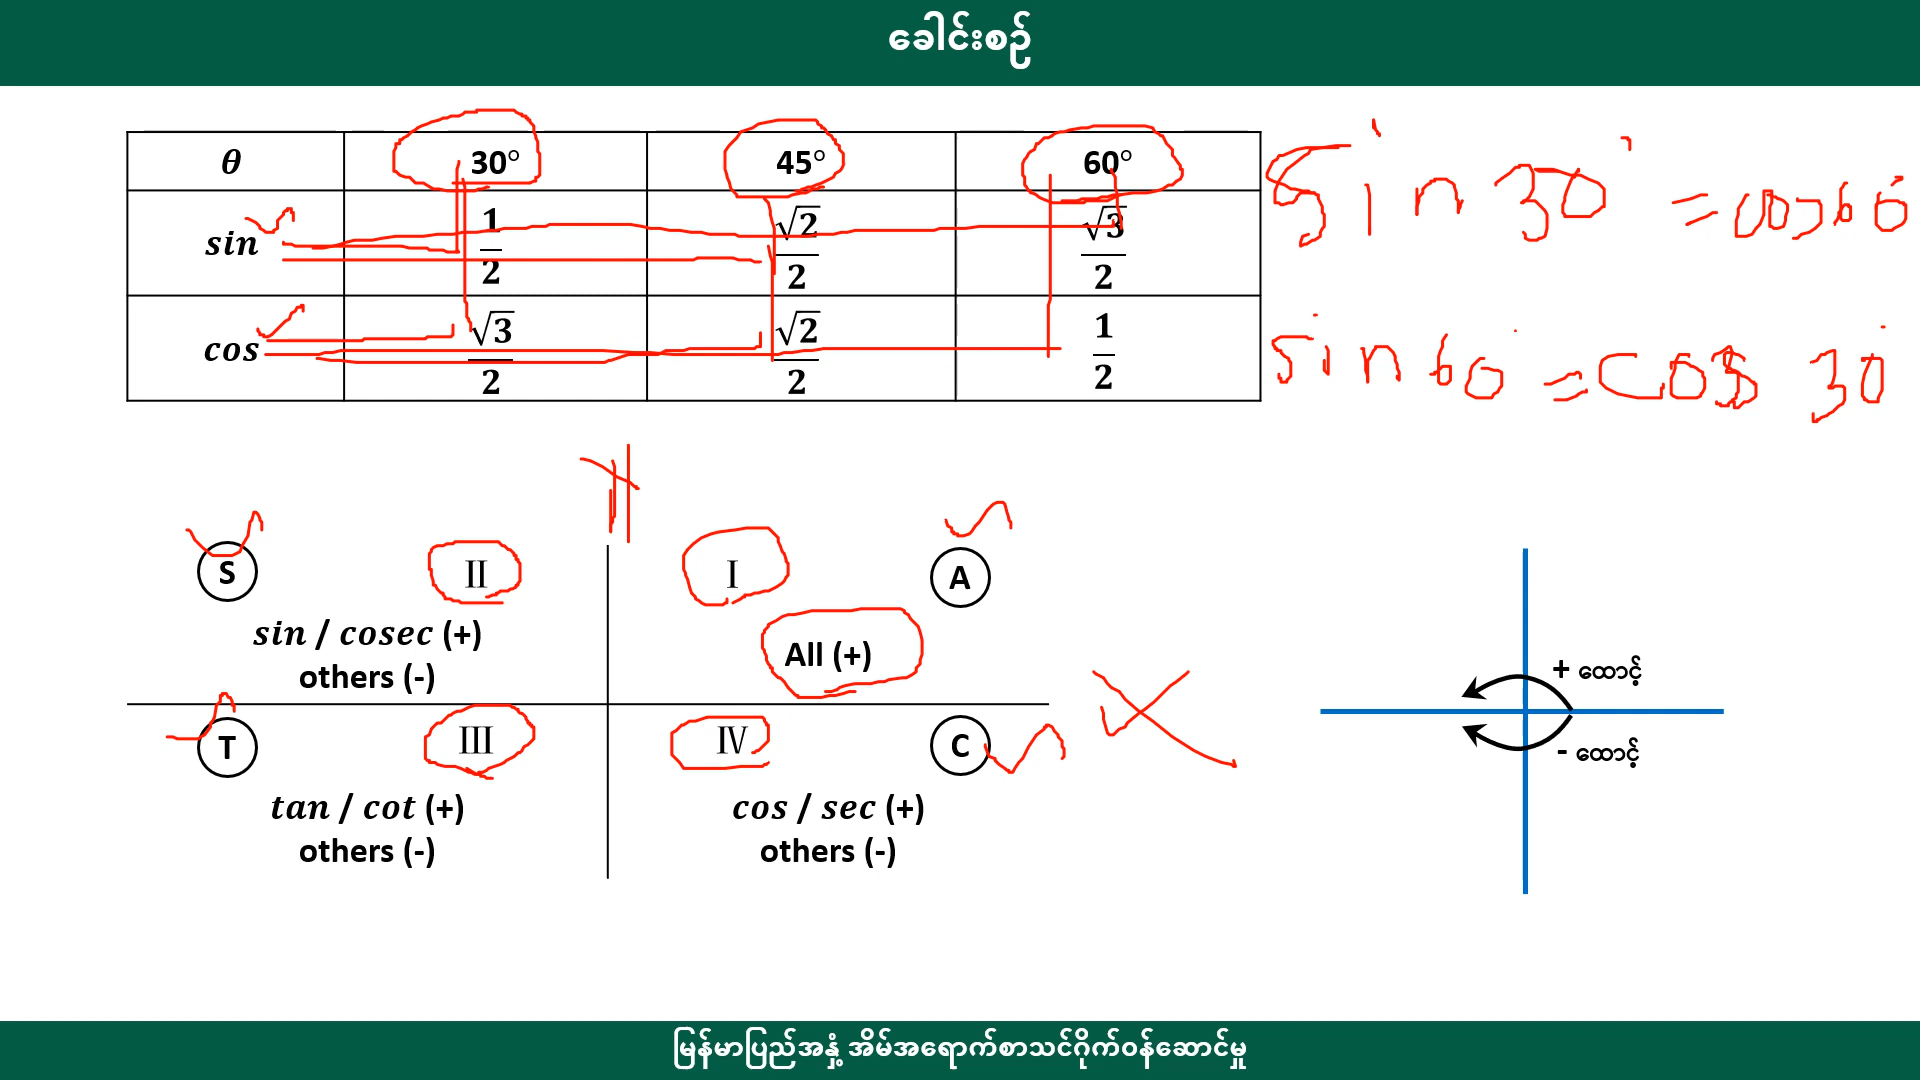 ခေါင်းစဉ်
θ 30° 45° 60°
sin 1/2 √2/2 √3/2
cos √3/2 √2/2 1/2
sin 30° = cos 60°
sin 60° = cos 30°
S II I A
sin / cosec (+)
others (-)
All (+)
T III IV C
tan / cot (+)
others (-)
cos / sec (+)
others (-)
+ ထောင့်
- ထောင့်
မြန်မာပြည်အနှံ့ အိမ်အရောက်စာသင်ဂိုက်ဝန်ဆောင်မှု